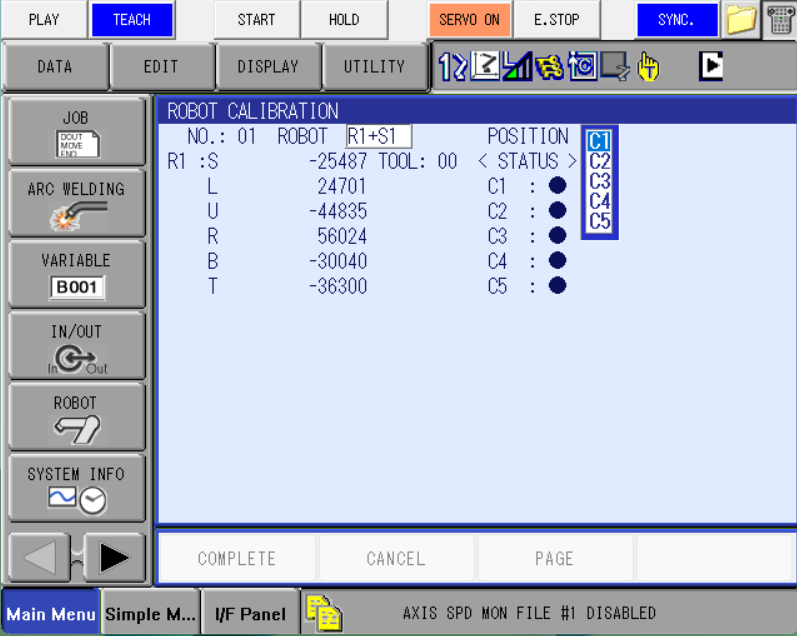 PLAY TEACH START HOLD SERVO ON E.STOP SYNC.
DATA EDIT DISPLAY UTILITY
JOB
DOUT
MOVE
END
ARC WELDING
VARIABLE
B001
IN/OUT
In Out
ROBOT
SYSTEM INFO
ROBOT CALIBRATION
NO.: 01 ROBOT R1+S1 POSITION C1
R1 :S -25487 TOOL: 00 < STATUS > C2
L 24701 C1 : ● C3
U -44835 C2 : ● C4
R 56024 C3 : ● C5
B -30040 C4 : ●
T -36300 C5 : ●
COMPLETE CANCEL PAGE
Main Menu Simple M... I/F Panel AXIS SPD MON FILE #1 DISABLED